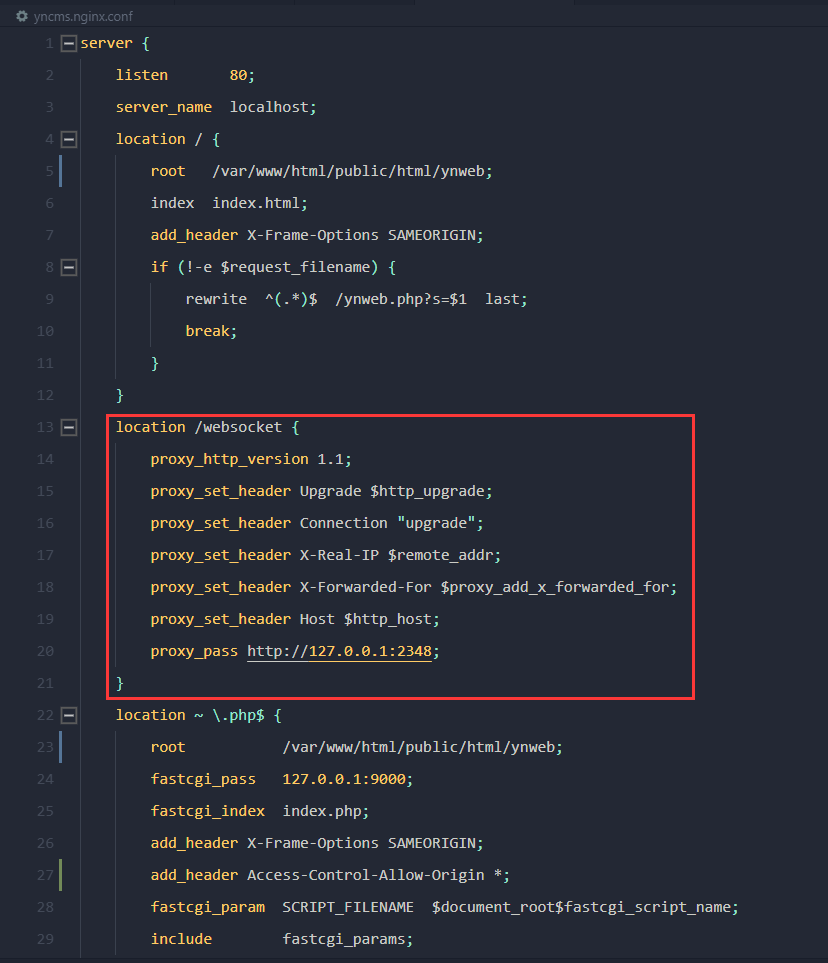 yncms.nginx.conf
1 server {
2 listen 80;
3 server_name localhost;
4 location / {
5 root /var/www/html/public/html/ynweb;
6 index index.html;
7 add_header X-Frame-Options SAMEORIGIN;
8 if (!-e $request_filename) {
9 rewrite ^(.*)$ /ynweb.php?s=$1 last;
10 break;
11 }
12 }
13 location /websocket {
14 proxy_http_version 1.1;
15 proxy_set_header Upgrade $http_upgrade;
16 proxy_set_header Connection "upgrade";
17 proxy_set_header X-Real-IP $remote_addr;
18 proxy_set_header X-Forwarded-For $proxy_add_x_forwarded_for;
19 proxy_set_header Host $http_host;
20 proxy_pass http://127.0.0.1:2348;
21 }
22 location ~ \.php$ {
23 root /var/www/html/public/html/ynweb;
24 fastcgi_pass 127.0.0.1:9000;
25 fastcgi_index index.php;
26 add_header X-Frame-Options SAMEORIGIN;
27 add_header Access-Control-Allow-Origin *;
28 fastcgi_param SCRIPT_FILENAME $document_root$fastcgi_script_name;
29 include fastcgi_params;